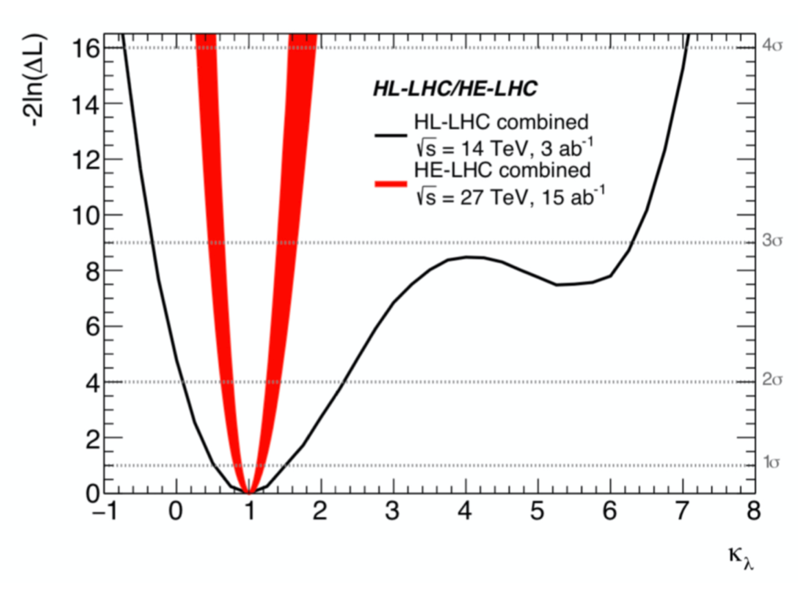 -2ln(ΔL)
16
14
12
10
8
6
4
2
0
4σ
3σ
2σ
1σ
HL-LHC/HE-LHC
HL-LHC combined
√s = 14 TeV, 3 ab⁻¹
HE-LHC combined
√s = 27 TeV, 15 ab⁻¹
−1 0 1 2 3 4 5 6 7 8
κλ